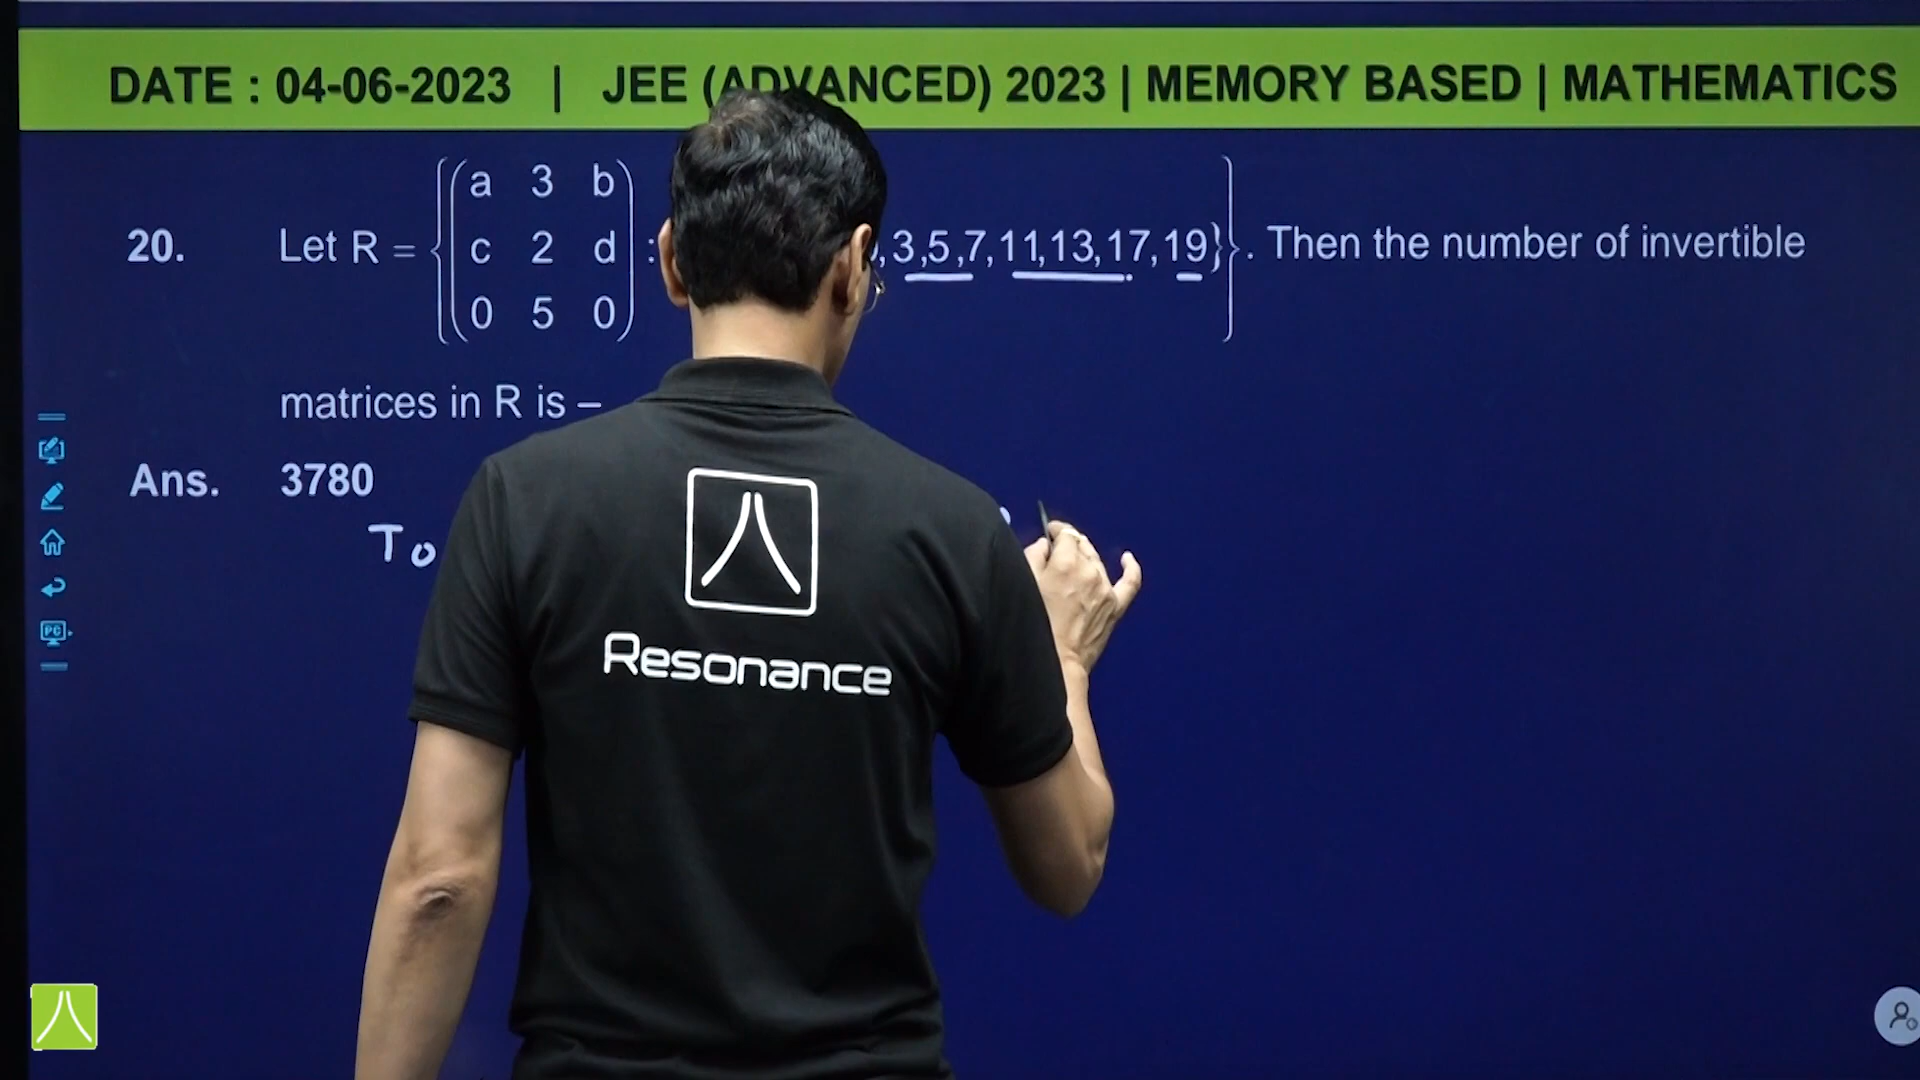 DATE : 04-06-2023 | JEE (ADVANCED) 2023 | MEMORY BASED | MATHEMATICS
a 3 b
20. Let R = c 2 d : ,3,5,7,11,13,17,19}}. Then the number of invertible
0 5 0
matrices in R is –
Ans. 3780
To
Resonance
PC